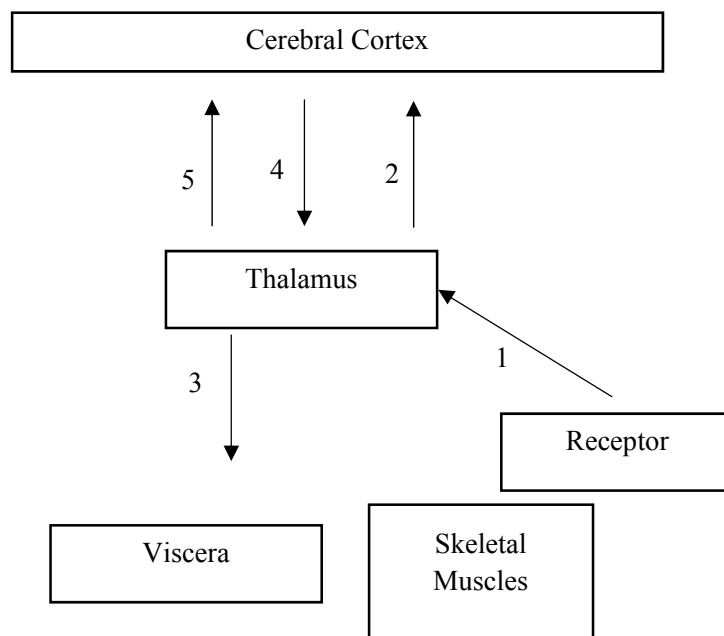 Cerebral Cortex
5
4
2
Thalamus
3
1
Receptor
Viscera
Skeletal
Muscles